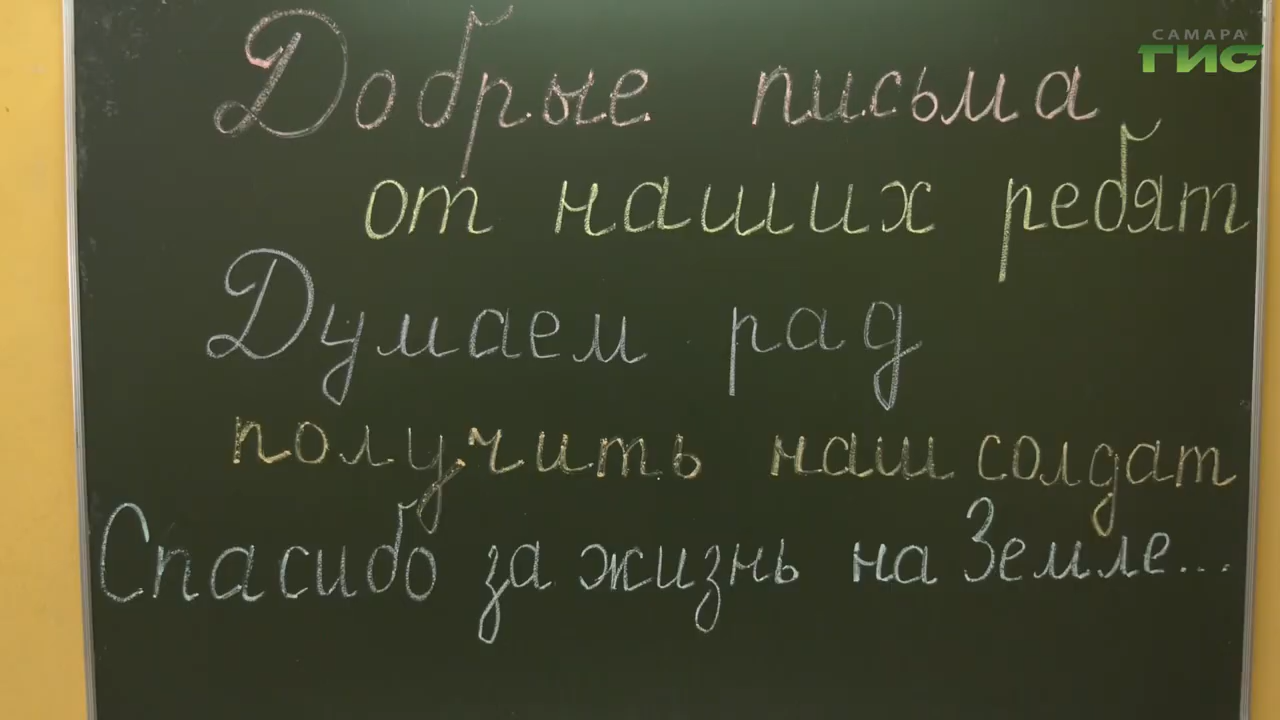 САМАРА
ГИС
Добрые письма
от наших ребят
Думаем рад
получить наш солдат
Спасибо за жизнь на Земле...